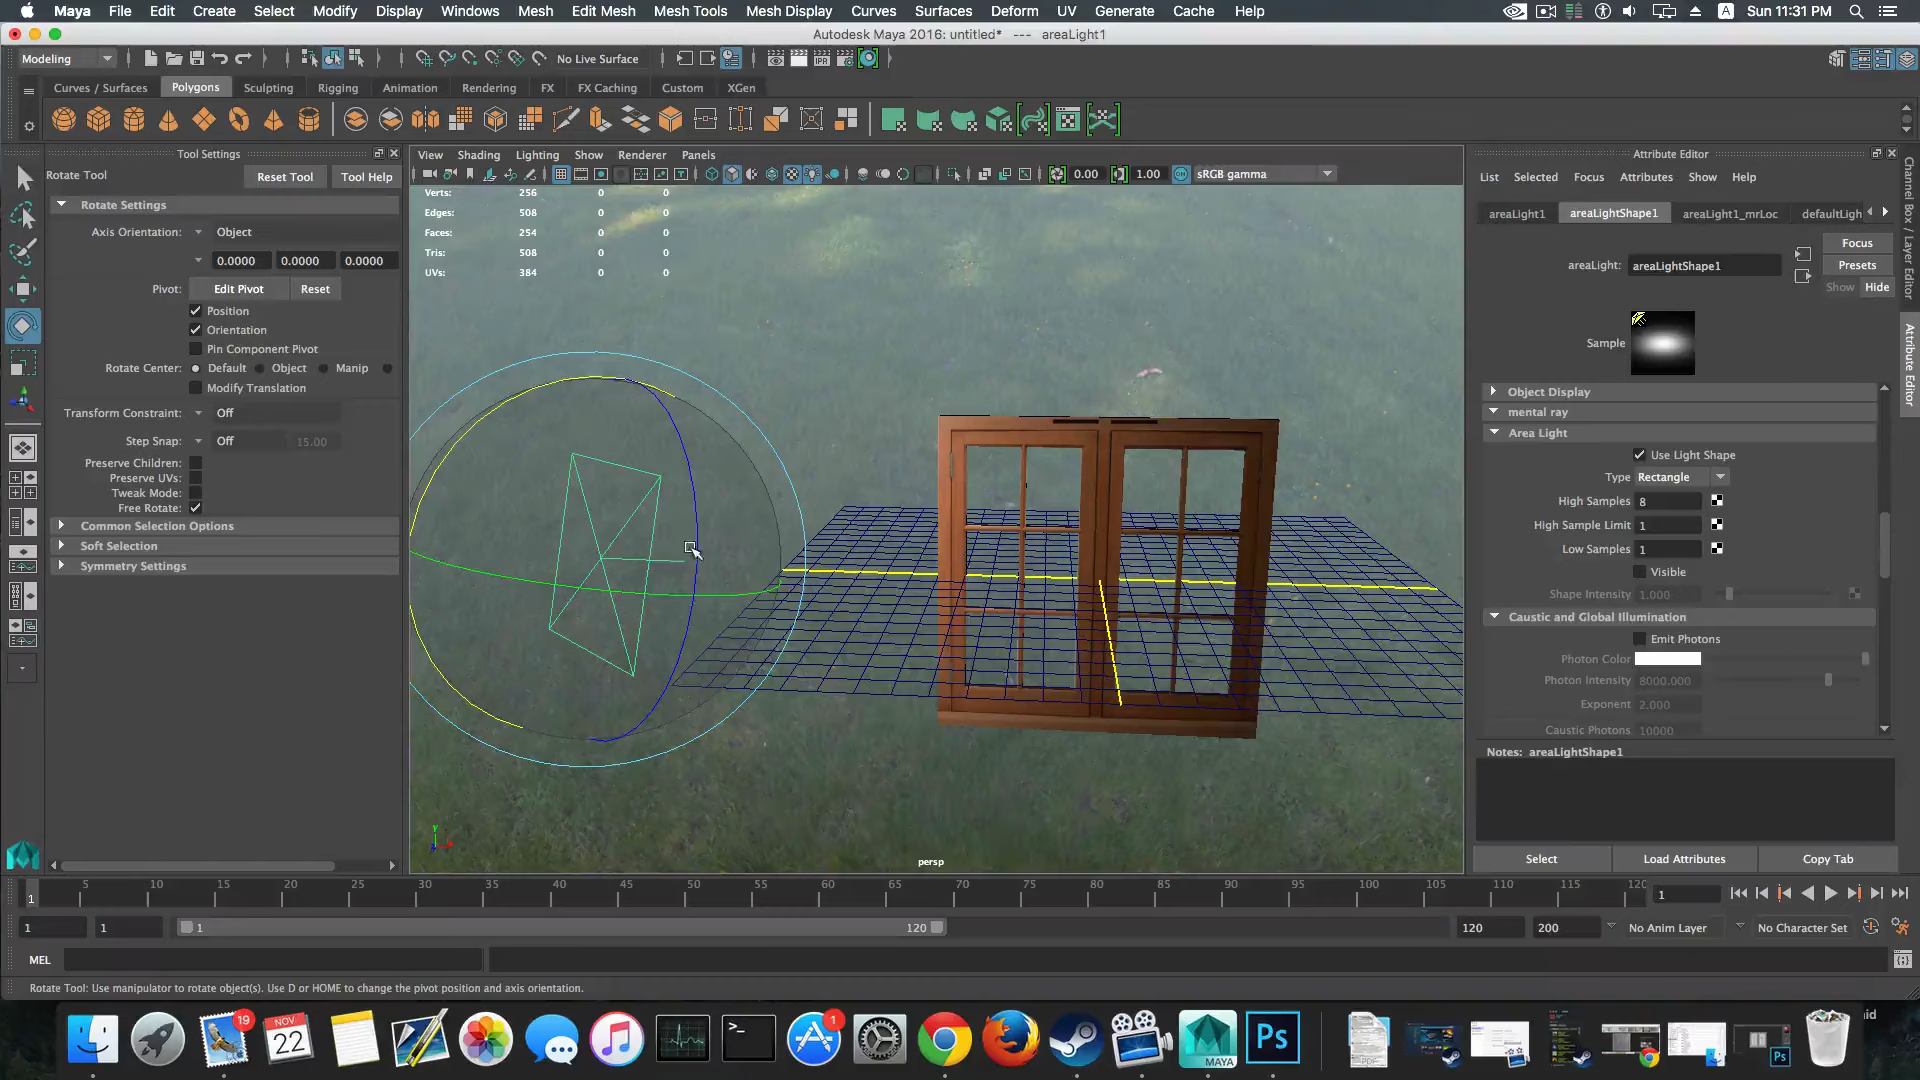 Maya File Edit Create Select Modify Display Windows Mesh Edit Mesh Mesh Tools Mesh Display Curves Surfaces Deform UV Generate Cache Help A Sun 11:31 PM
Autodesk Maya 2016: untitled* --- areaLight1
Modeling No Live Surface IPR
Curves / Surfaces Polygons Sculpting Rigging Animation Rendering FX FX Caching Custom XGen
Tool Settings
Rotate Tool Reset Tool Tool Help
Rotate Settings
Axis Orientation: Object
0.0000 0.0000 0.0000
Pivot: Edit Pivot Reset
Position
Orientation
Pin Component Pivot
Rotate Center: Default Object Manip
Modify Translation
Transform Constraint: Off
Step Snap: Off 15.00
Preserve Children:
Preserve UVs:
Tweak Mode:
Free Rotate:
Common Selection Options
Soft Selection
Symmetry Settings
View Shading Lighting Show Renderer Panels
0.00 1.00 sRGB gamma
Verts: 256 0 0
Edges: 508 0 0
Faces: 254 0 0
Tris: 508 0 0
UVs: 384 0 0
y
persp
Attribute Editor
List Selected Focus Attributes Show Help
areaLight1 areaLightShape1 areaLight1_mrLoc defaultLigh
Focus
areaLight: areaLightShape1 Presets
Show Hide
Sample
Object Display
mental ray
Area Light
Use Light Shape
Type Rectangle
High Samples 8
High Sample Limit 1
Low Samples 1
Visible
Shape Intensity 1.000
Caustic and Global Illumination
Emit Photons
Photon Color
Photon Intensity 8000.000
Exponent 2.000
Caustic Photons 10000
Notes: areaLightShape1
Select Load Attributes Copy Tab
Channel Box / Layer Editor
Attribute Editor
1 5 10 15 20 25 30 35 40 45 50 55 60 65 70 75 80 85 90 95 100 105 110 115 120 1
1 1 1 120 120 200 No Anim Layer No Character Set
MEL
Rotate Tool: Use manipulator to rotate object(s). Use D or HOME to change the pivot position and axis orientation.
19 NOV 22 1 MAYA Ps PDF Ps